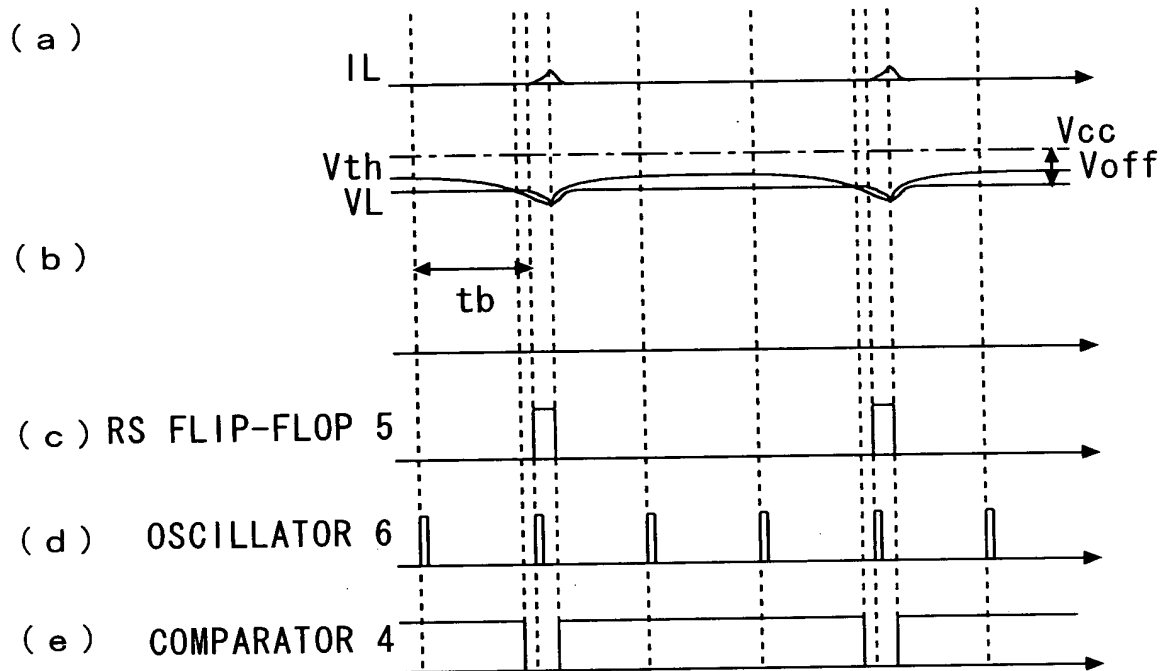 ( a )
IL
Vcc
Vth
Voff
VL
( b )
tb
( c ) RS FLIP-FLOP 5
( d ) OSCILLATOR 6
( e ) COMPARATOR 4